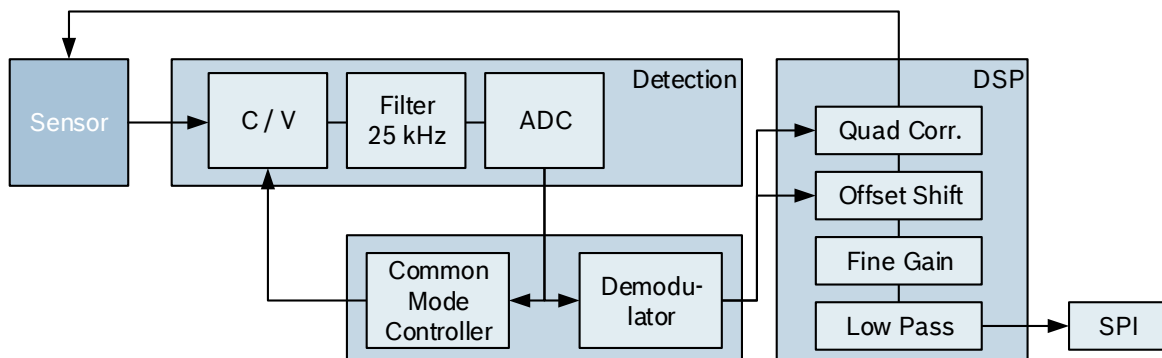 Sensor
Detection
C / V
Filter
25 kHz
ADC
DSP
Quad Corr.
Offset Shift
Fine Gain
Low Pass
SPI
Common
Mode
Controller
Demodu-
lator